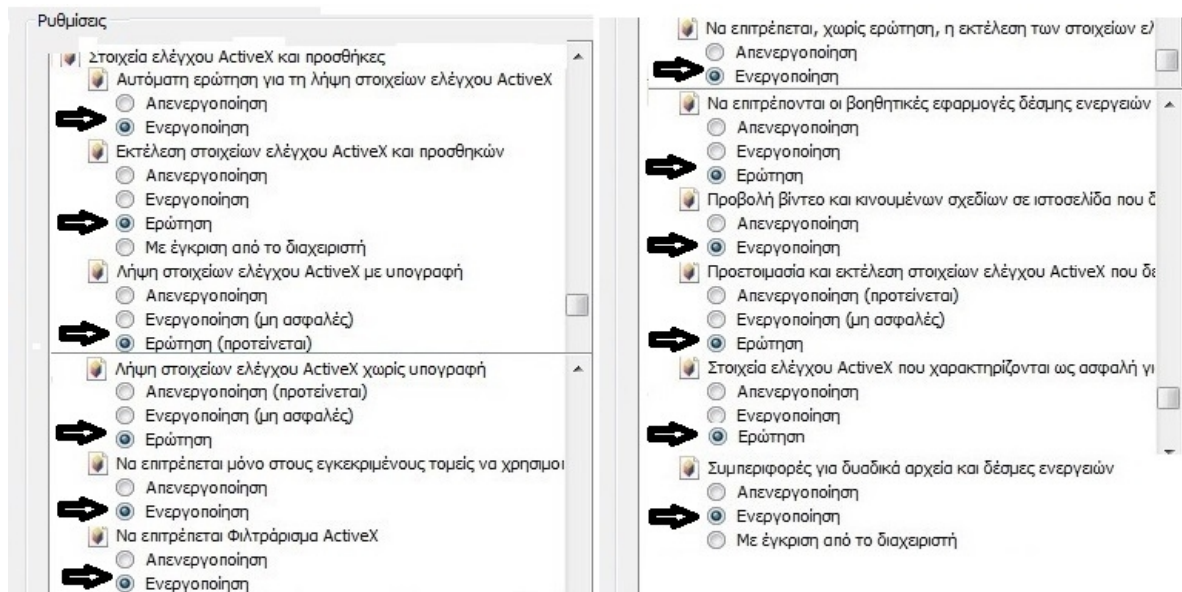 Ρυθμίσεις
Στοιχεία ελέγχου ActiveX και προσθήκες
Αυτόματη ερώτηση για τη λήψη στοιχείων ελέγχου ActiveX
Απενεργοποίηση
Ενεργοποίηση
Εκτέλεση στοιχείων ελέγχου ActiveX και προσθηκών
Απενεργοποίηση
Ενεργοποίηση
Ερώτηση
Με έγκριση από το διαχειριστή
Λήψη στοιχείων ελέγχου ActiveX με υπογραφή
Απενεργοποίηση
Ενεργοποίηση (μη ασφαλές)
Ερώτηση (προτείνεται)
Λήψη στοιχείων ελέγχου ActiveX χωρίς υπογραφή
Απενεργοποίηση (προτείνεται)
Ενεργοποίηση (μη ασφαλές)
Ερώτηση
Να επιτρέπεται μόνο στους εγκεκριμένους τομείς να χρησιμοι
Απενεργοποίηση
Ενεργοποίηση
Να επιτρέπεται Φιλτράρισμα ActiveX
Απενεργοποίηση
Ενεργοποίηση
Να επιτρέπεται, χωρίς ερώτηση, η εκτέλεση των στοιχείων ελ
Απενεργοποίηση
Ενεργοποίηση
Να επιτρέπονται οι βοηθητικές εφαρμογές δέσμης ενεργειών
Απενεργοποίηση
Ενεργοποίηση
Ερώτηση
Προβολή βίντεο και κινουμένων σχεδίων σε ιστοσελίδα που δ
Απενεργοποίηση
Ενεργοποίηση
Προετοιμασία και εκτέλεση στοιχείων ελέγχου ActiveX που δε
Απενεργοποίηση (προτείνεται)
Ενεργοποίηση (μη ασφαλές)
Ερώτηση
Στοιχεία ελέγχου ActiveX που χαρακτηρίζονται ως ασφαλή γι
Απενεργοποίηση
Ενεργοποίηση
Ερώτηση
Συμπεριφορές για δυαδικά αρχεία και δέσμες ενεργειών
Απενεργοποίηση
Ενεργοποίηση
Με έγκριση από το διαχειριστή